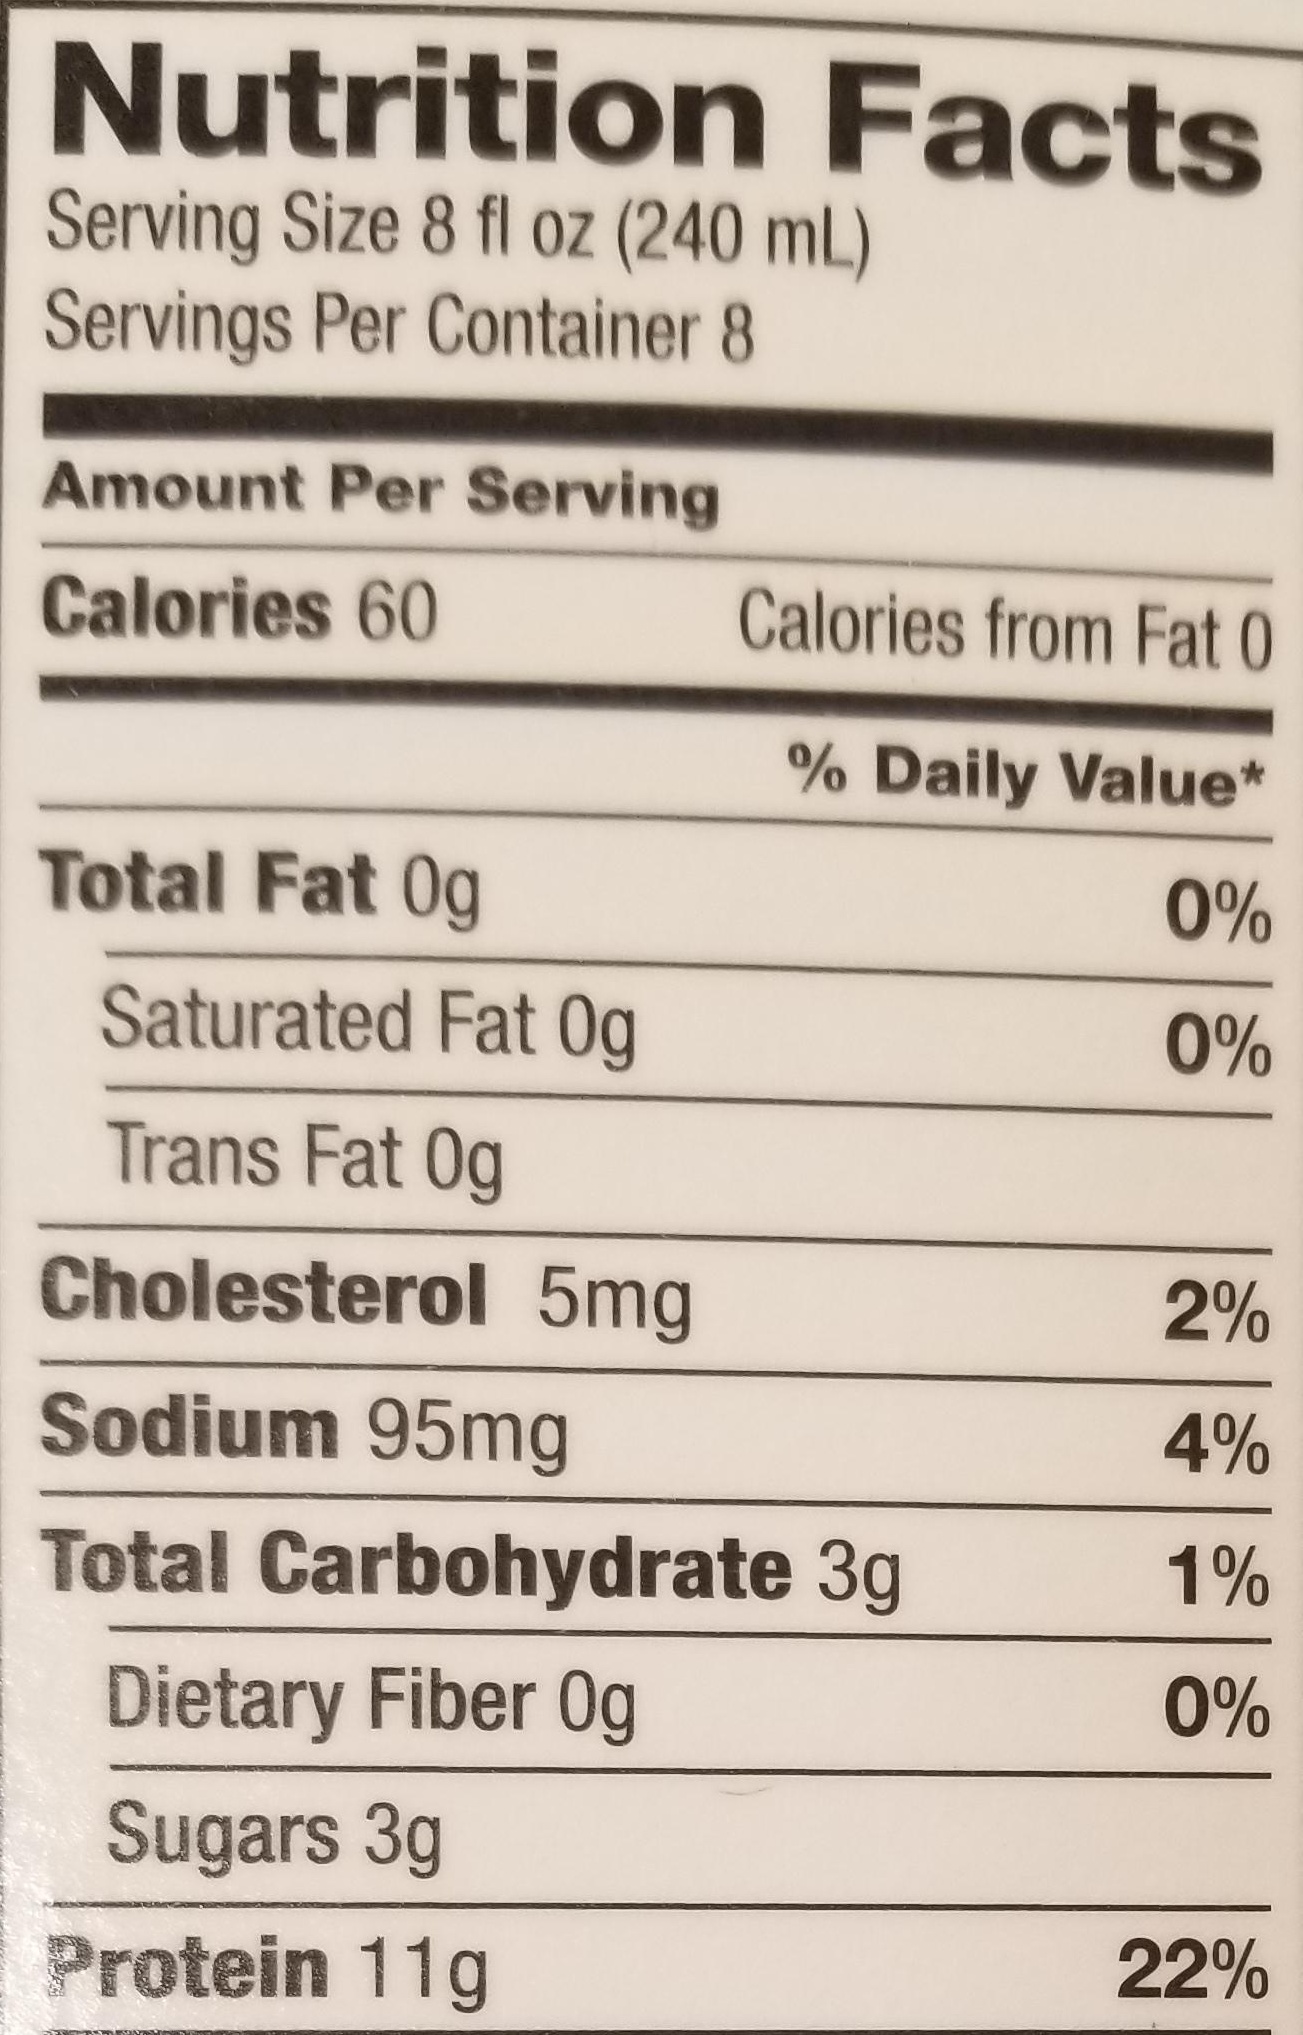 Nutrition Facts
Serving Size 8 fl oz (240 mL)
Servings Per Container 8
Amount Per Serving
Calories 60 Calories from Fat 0
% Daily Value*
Total Fat 0g 0%
Saturated Fat 0g 0%
Trans Fat 0g
Cholesterol 5mg 2%
Sodium 95mg 4%
Total Carbohydrate 3g 1%
Dietary Fiber 0g 0%
Sugars 3g
Protein 11g 22%